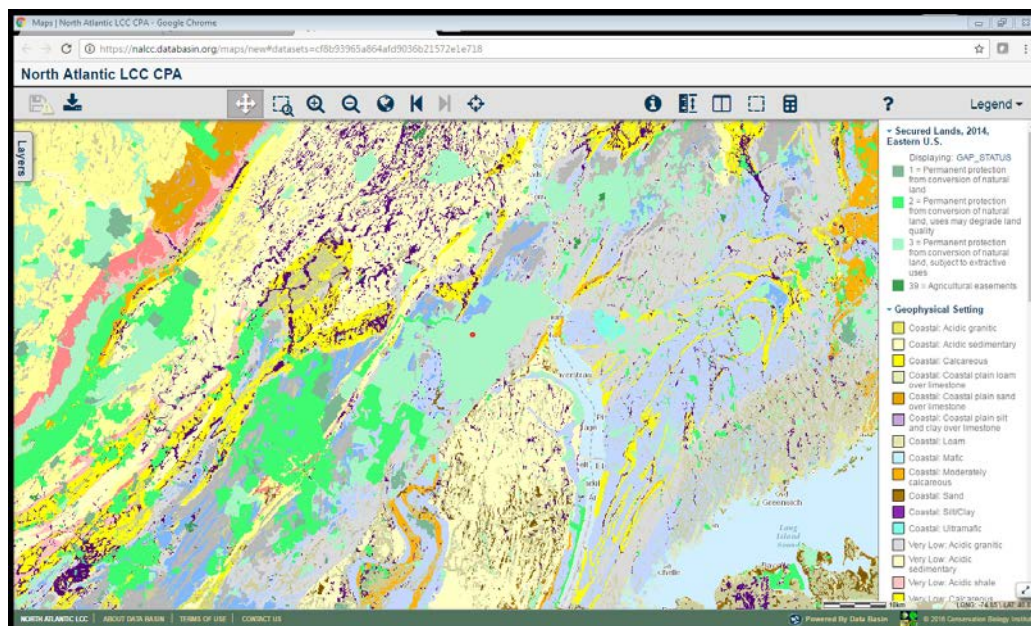 Maps | North Atlantic LCC CPA - Google Chrome
https://nalcc.databasin.org/maps/new#datasets=cf8b93965a864afd9036b21572e1e718
North Atlantic LCC CPA
? Legend
Layers
Secured Lands, 2014,
Eastern U.S.
Displaying: GAP_STATUS
1 = Permanent protection
from conversion of natural
land
2 = Permanent protection
from conversion of natural
land, uses may degrade land
quality
3 = Permanent protection
from conversion of natural
land, subject to extractive
uses
39 = Agricultural easements
Geophysical Setting
Coastal: Acidic granitic
Coastal: Acidic sedimentary
Coastal: Calcareous
Coastal: Coastal plain loam
over limestone
Coastal: Coastal plain sand
over limestone
Coastal: Coastal plain silt
and clay over limestone
Coastal: Loam
Coastal: Mafic
Coastal: Moderately
calcareous
Coastal: Sand
Coastal: Silt/Clay
Coastal: Ultramafic
Very Low: Acidic granitic
Very Low: Acidic
sedimentary
Very Low: Acidic shale
Very Low: Calcareous
Greenwich
Long
Island
Sound
10km
NORTH ATLANTIC LCC | ABOUT DATA BASIN | TERMS OF USE | CONTACT US
Powered By Data Basin
© 2016 Conservation Biology